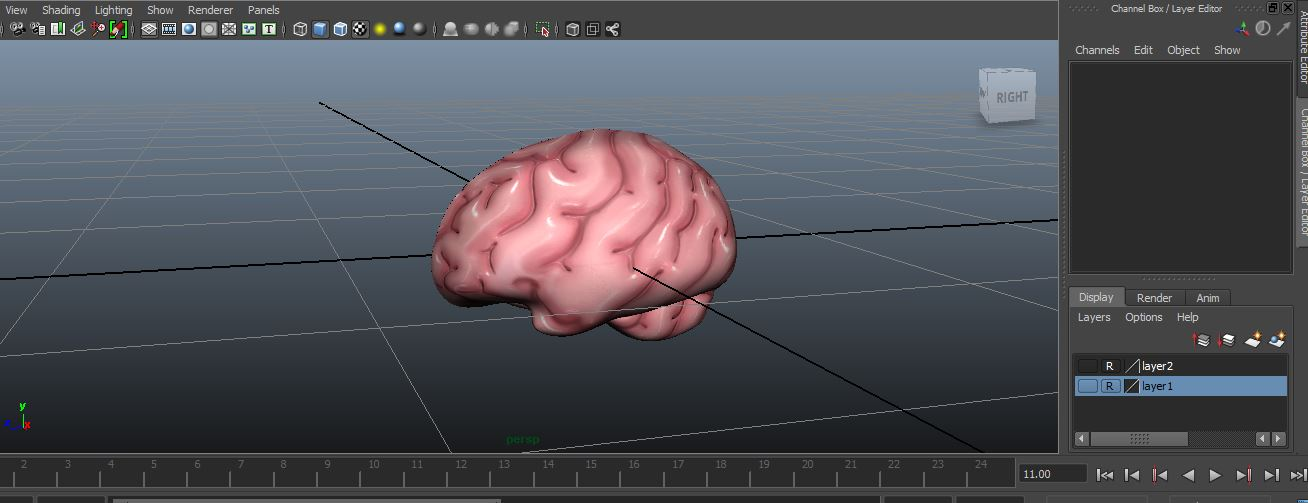 View Shading Lighting Show Renderer Panels
Channel Box / Layer Editor
Channels Edit Object Show
Attribute Editor
Channel Box / Layer Editor
RIGHT
Display Render Anim
Layers Options Help
R layer2
R layer1
y
x
persp
2 3 4 5 6 7 8 9 10 11 12 13 14 15 16 17 18 19 20 21 22 23 24
11.00